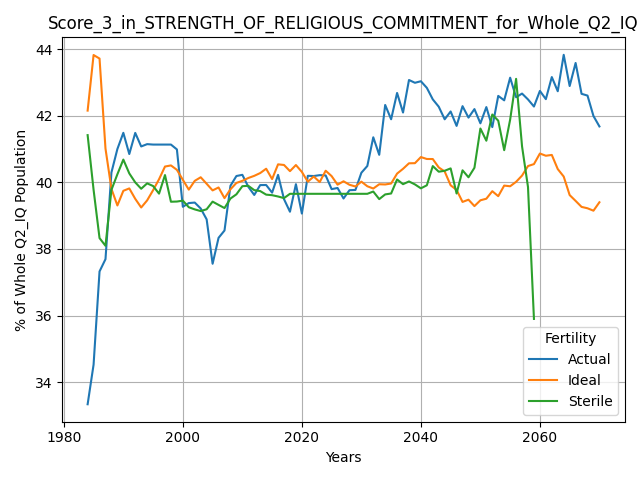 Score_3_in_STRENGTH_OF_RELIGIOUS_COMMITMENT_for_Whole_Q2_IQ
% of Whole Q2_IQ Population
44
42
40
38
36
34
1980
2000
2020
2040
2060
Years
Fertility
Actual
Ideal
Sterile